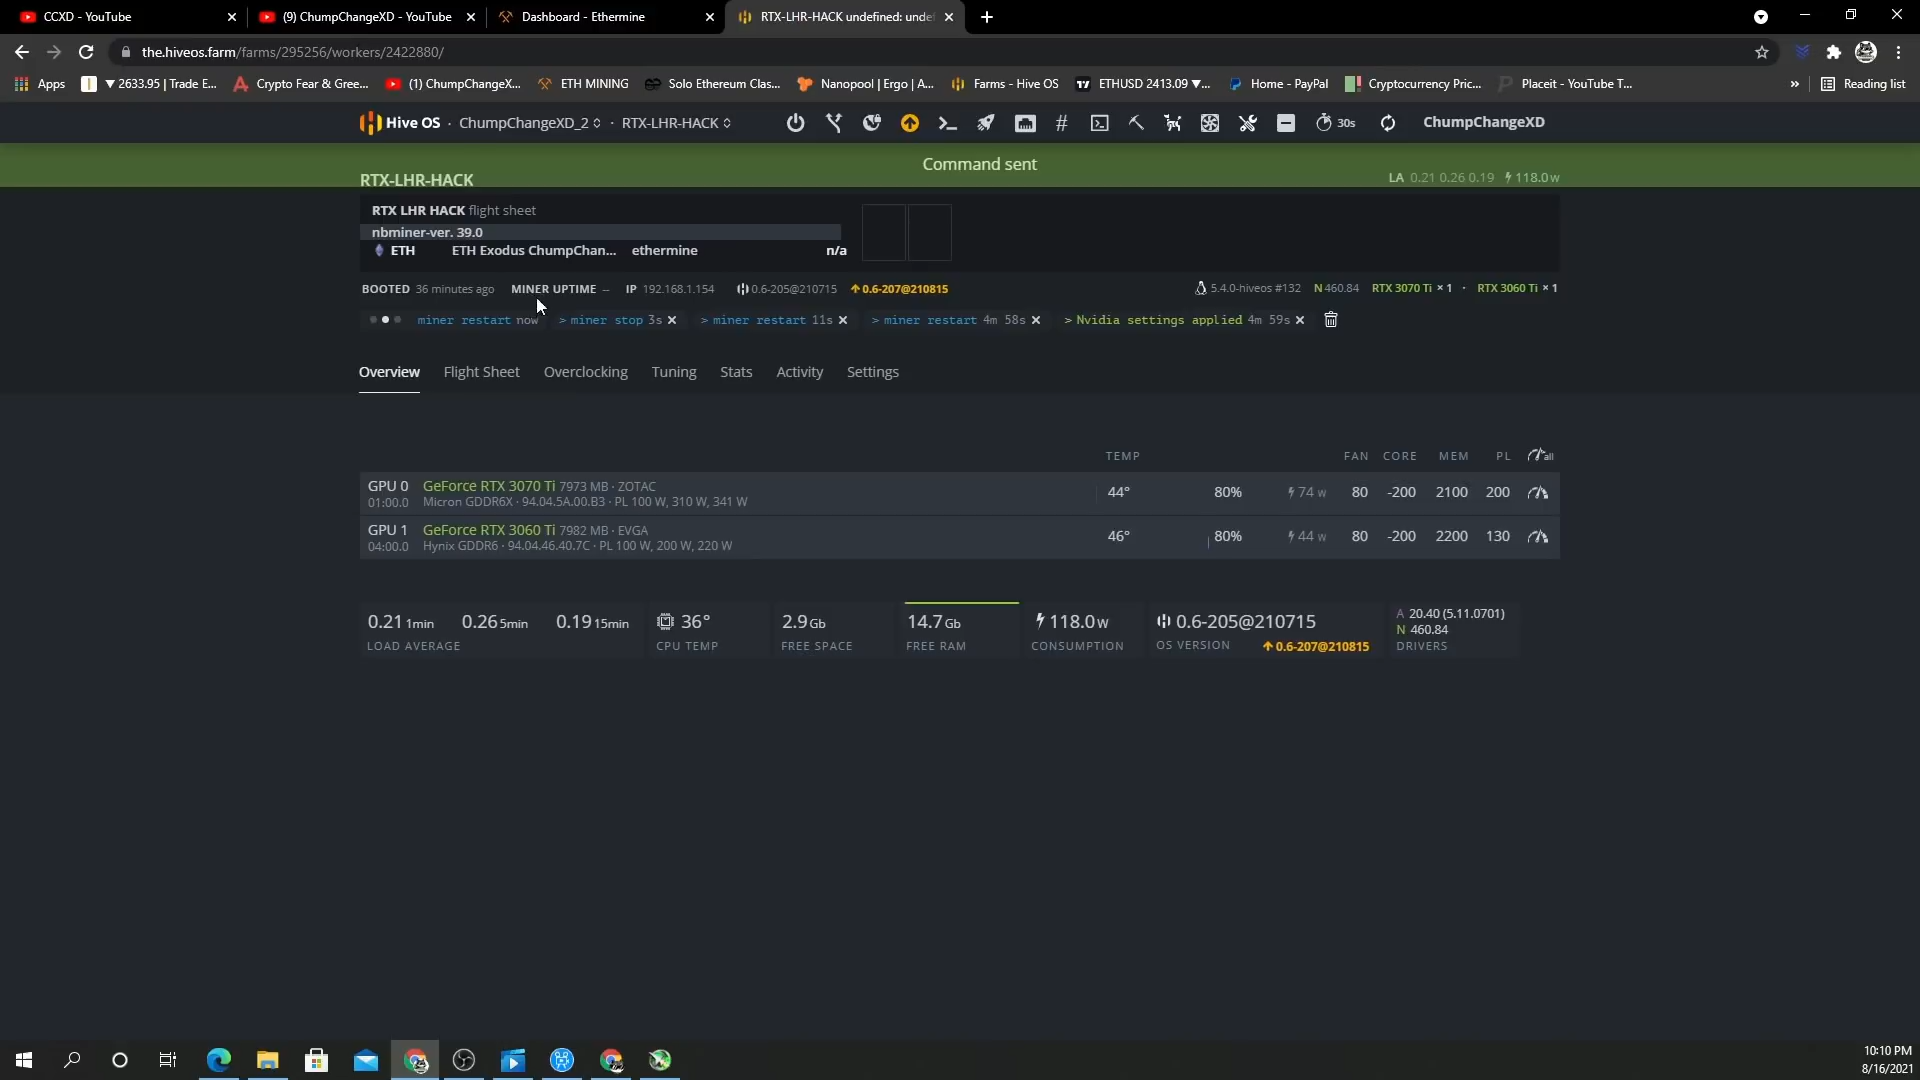 CCXD - YouTube
(9) ChumpChangeXD - YouTube
Dashboard - Ethermine
RTX-LHR-HACK undefined: unde
the.hiveos.farm/farms/295256/workers/2422880/
Apps
▼ 2633.95 | Trade E...
Crypto Fear & Gree...
(1) ChumpChangeX...
ETH MINING
Solo Ethereum Clas...
Nanopool | Ergo | A...
Farms - Hive OS
ETHUSD 2413.09 ▼...
Home - PayPal
Cryptocurrency Pric...
Placeit - YouTube T...
»
Reading list
Hive OS · ChumpChangeXD_2 · RTX-LHR-HACK
30s
ChumpChangeXD
Command sent
RTX-LHR-HACK
LA 0.21 0.26 0.19 118.0w
RTX LHR HACK flight sheet
nbminer-ver. 39.0
ETH ETH Exodus ChumpChan... ethermine n/a
BOOTED 36 minutes ago MINER UPTIME – IP 192.168.1.154 0.6-205@210715 0.6-207@210815
5.4.0-hiveos #132 N 460.84 RTX 3070 Ti × 1 · RTX 3060 Ti × 1
miner restart now > miner stop 3s > miner restart 11s > miner restart 4m 58s > Nvidia settings applied 4m 59s
Overview Flight Sheet Overclocking Tuning Stats Activity Settings
TEMP FAN CORE MEM PL all
GPU 0 GeForce RTX 3070 Ti 7973 MB · ZOTAC 44° 80% 74 w 80 -200 2100 200
01:00.0 Micron GDDR6X · 94.04.5A.00.B3 · PL 100 W, 310 W, 341 W
GPU 1 GeForce RTX 3060 Ti 7982 MB · EVGA 46° 80% 44 w 80 -200 2200 130
04:00.0 Hynix GDDR6 · 94.04.46.40.7C · PL 100 W, 200 W, 220 W
0.21 1min 0.26 5min 0.19 15min
LOAD AVERAGE
36°
CPU TEMP
2.9 Gb
FREE SPACE
14.7 Gb
FREE RAM
118.0 w
CONSUMPTION
0.6-205@210715
OS VERSION 0.6-207@210815
A 20.40 (5.11.0701)
N 460.84
DRIVERS
10:10 PM
8/16/2021